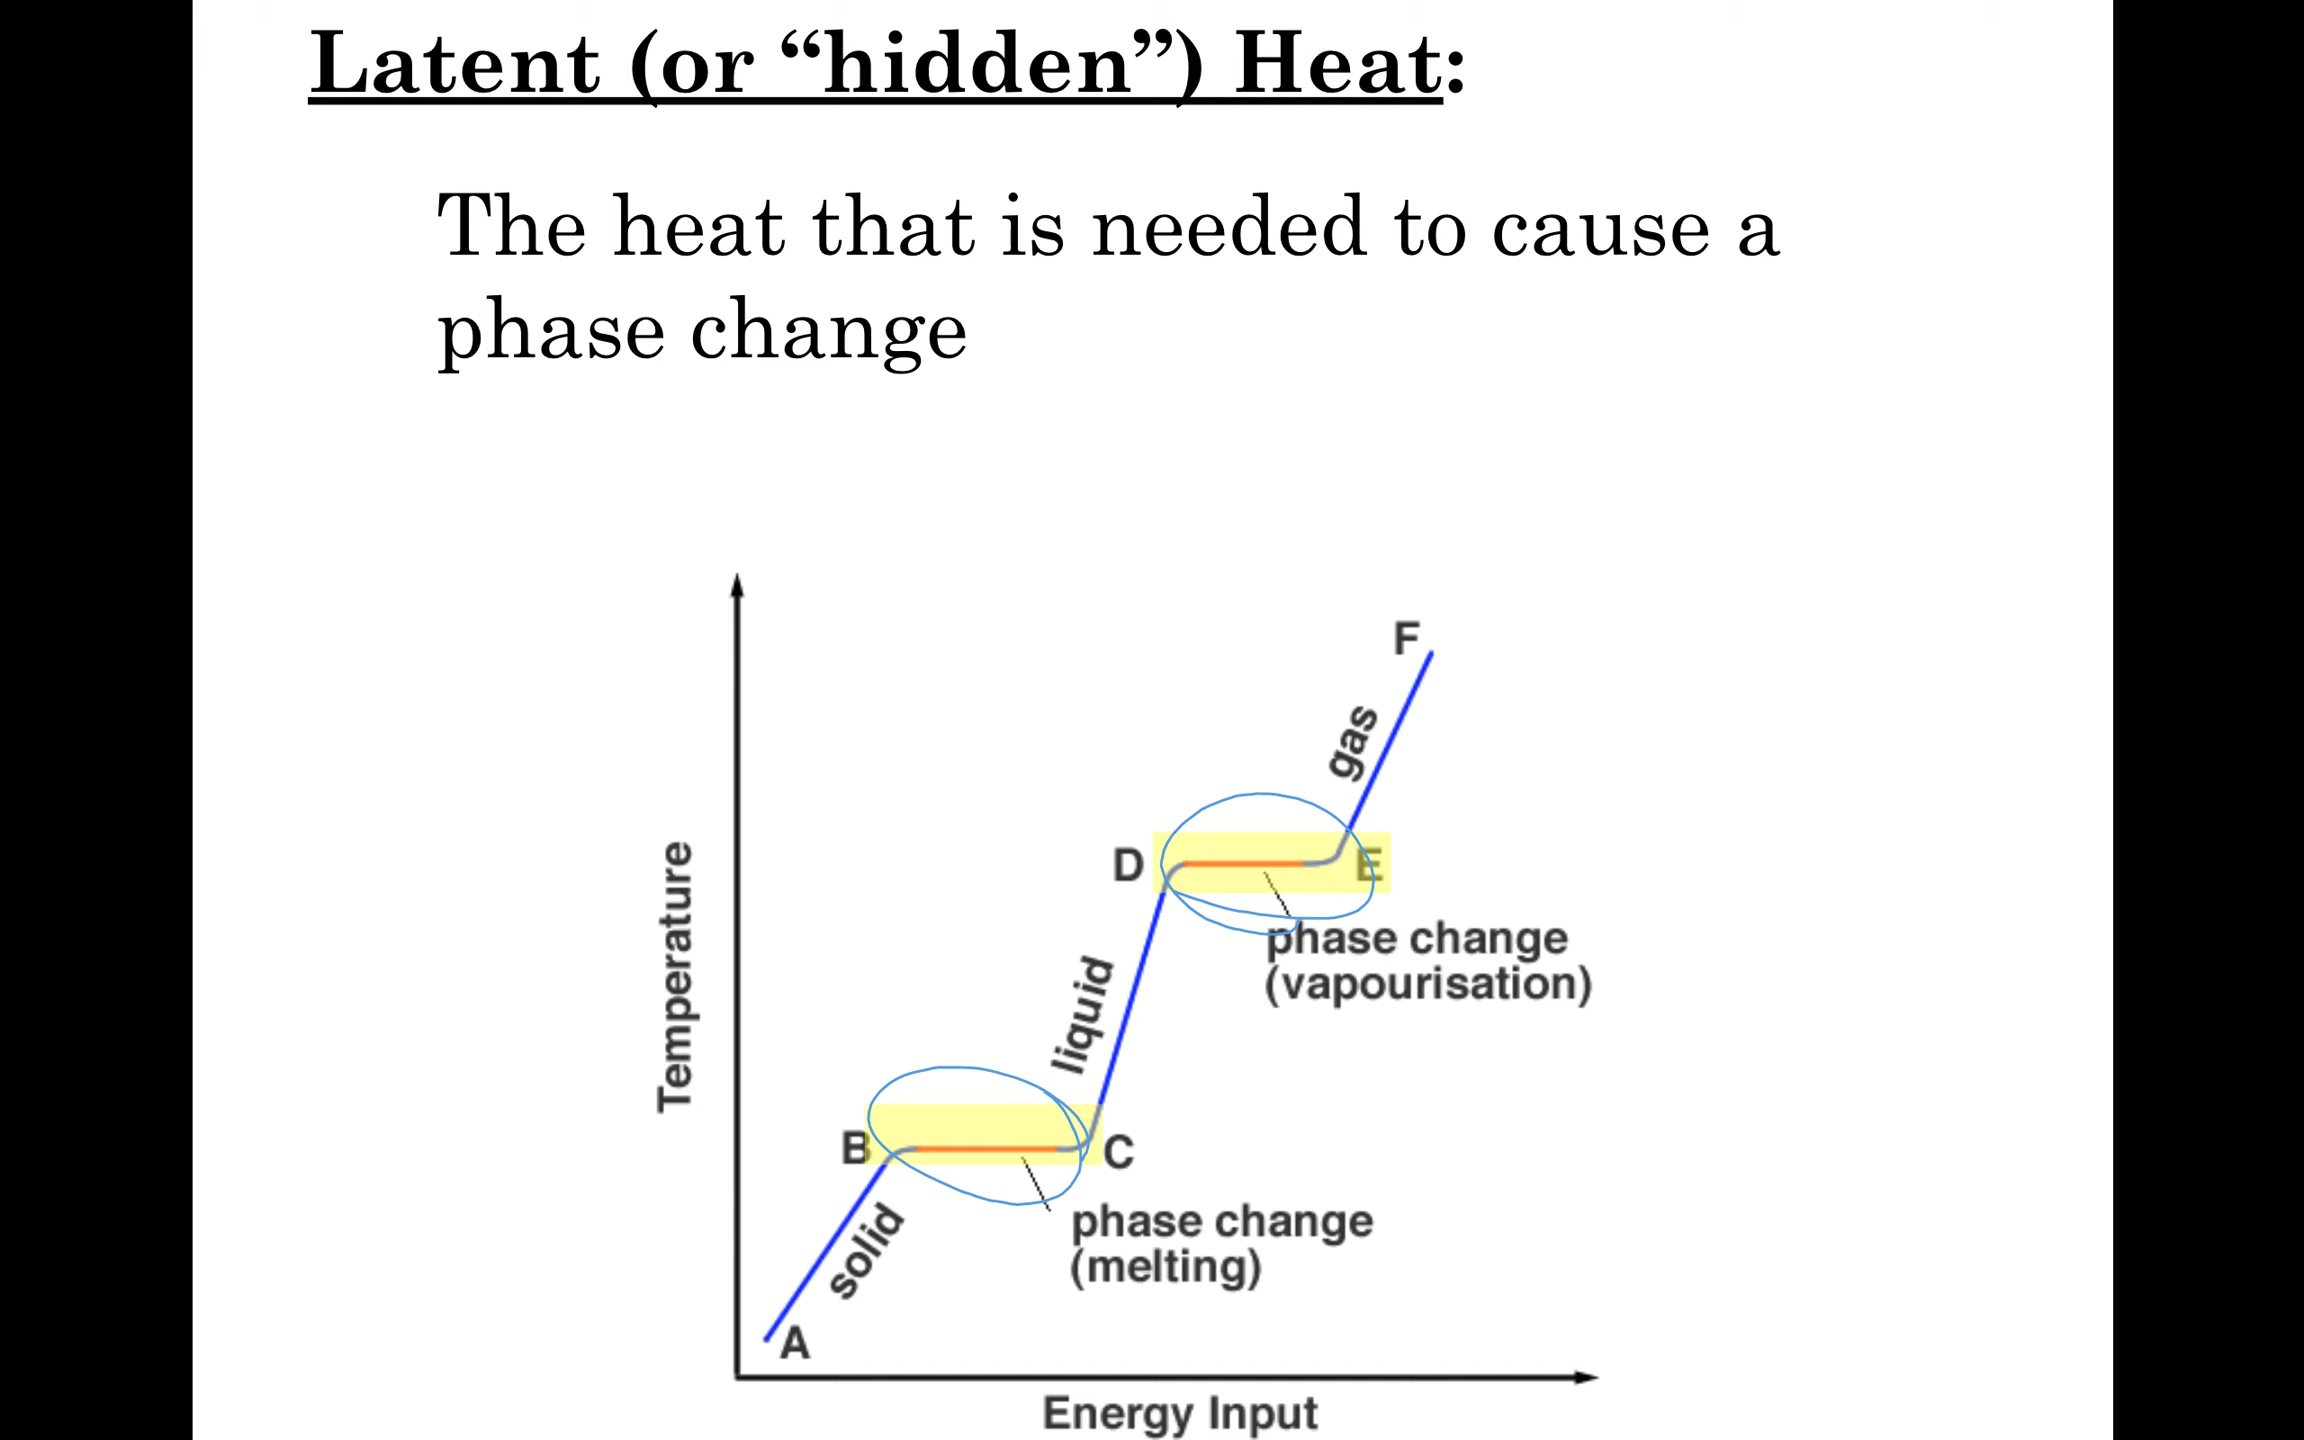 Latent (or “hidden”) Heat:
The heat that is needed to cause a
phase change
Temperature
F
gas
D
E
phase change
(vapourisation)
liquid
B
C
solid
phase change
(melting)
A
Energy Input